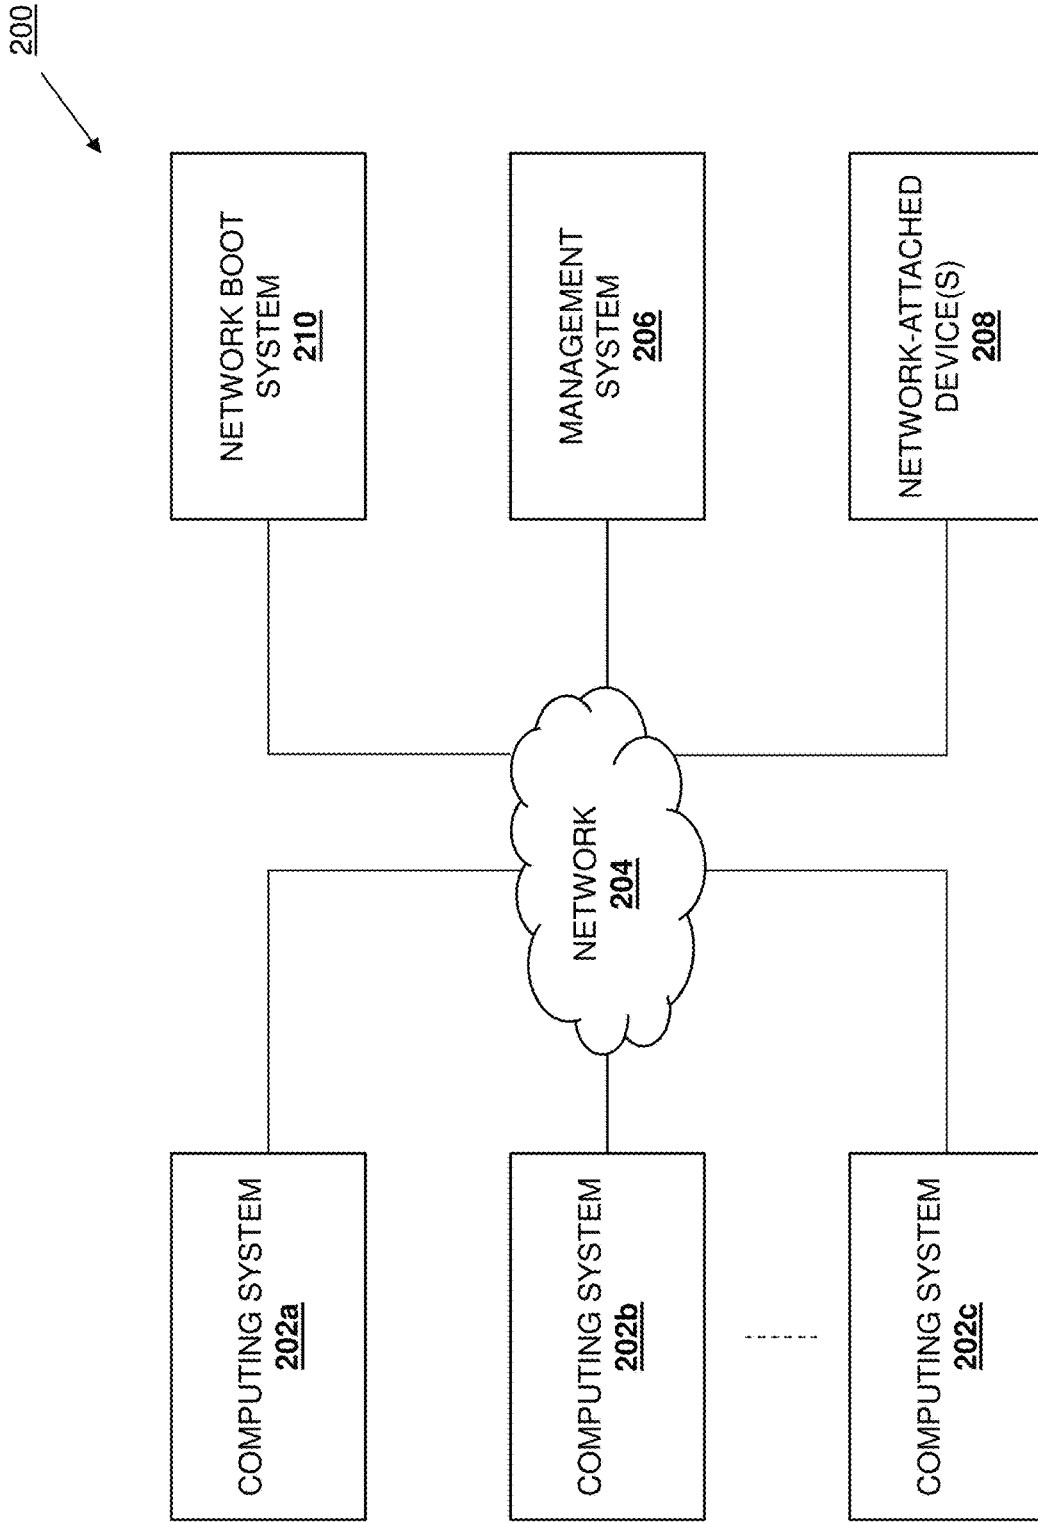 200
COMPUTING SYSTEM
202a
COMPUTING SYSTEM
202b
COMPUTING SYSTEM
202c
NETWORK
204
NETWORK BOOT
SYSTEM
210
MANAGEMENT
SYSTEM
206
NETWORK-ATTACHED
DEVICE(S)
208